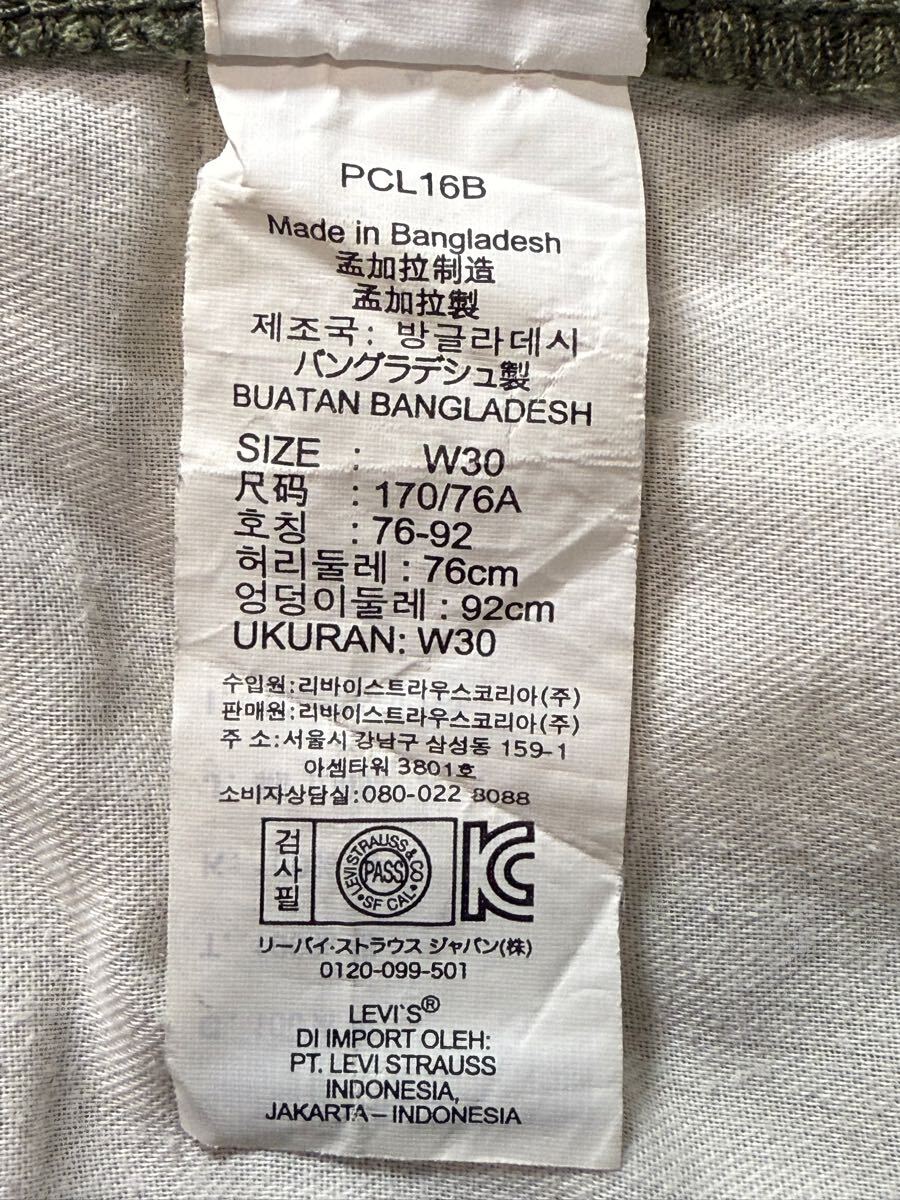 PCL16B
Made in Bangladesh
孟加拉制造
孟加拉製
제조국: 방글라데시
バングラデシュ製
BUATAN BANGLADESH
SIZE : W30
尺码 : 170/76A
호칭 : 76-92
허리둘레 : 76cm
엉덩이둘레 : 92cm
UKURAN: W30
수입원:리바이스트라우스코리아(주)
판매원:리바이스트라우스코리아(주)
주 소:서울시 강남구 삼성동 159-1
아셈타워 3801호
소비자상담실:080-022 8088
검사필
LEVI STRAUSS & CO
PASS
SF CAL
KC
リーバイ·ストラウス ジャパン(株)
0120-099-501
LEVI'S®
DI IMPORT OLEH:
PT. LEVI STRAUSS
INDONESIA,
JAKARTA – INDONESIA